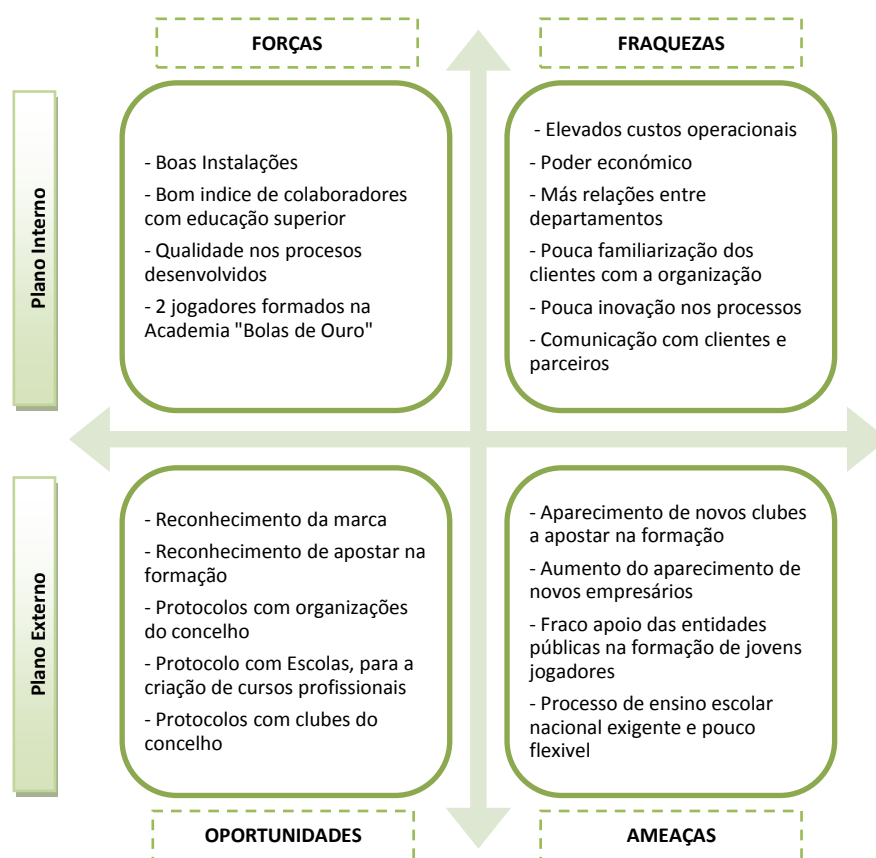 FORÇAS
FRAQUEZAS
Plano Interno
- Boas Instalações
- Bom indice de colaboradores
com educação superior
- Qualidade nos procesos
desenvolvidos
- 2 jogadores formados na
Academia "Bolas de Ouro"
- Elevados custos operacionais
- Poder económico
- Más relações entre
departamentos
- Pouca familiarização dos
clientes com a organização
- Pouca inovação nos processos
- Comunicação com clientes e
parceiros
Plano Externo
- Reconhecimento da marca
- Reconhecimento de apostar na
formação
- Protocolos com organizações
do concelho
- Protocolo com Escolas, para a
criação de cursos profissionais
- Protocolos com clubes do
concelho
- Aparecimento de novos clubes
a apostar na formação
- Aumento do aparecimento de
novos empresários
- Fraco apoio das entidades
públicas na formação de jovens
jogadores
- Processo de ensino escolar
nacional exigente e pouco
flexivel
OPORTUNIDADES
AMEAÇAS